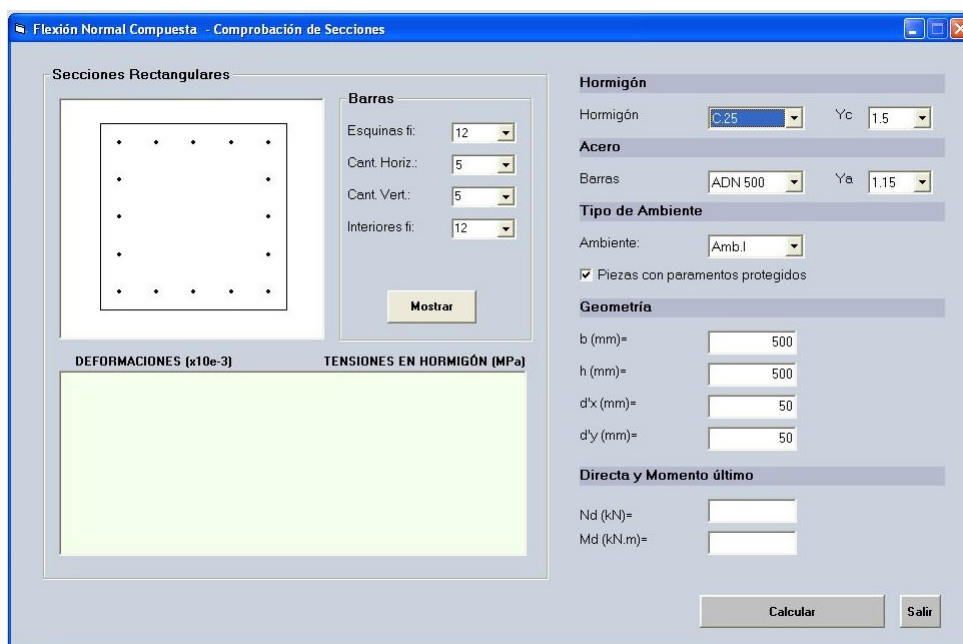 Flexión Normal Compuesta - Comprobación de Secciones
Secciones Rectangulares
Barras
Esquinas fi: 12
Cant. Horiz.: 5
Cant. Vert.: 5
Interiores fi: 12
Mostrar
DEFORMACIONES (x10e-3) TENSIONES EN HORMIGÓN (MPa)
Hormigón
Hormigón C.25 Yc 1.5
Acero
Barras ADN 500 Ya 1.15
Tipo de Ambiente
Ambiente: Amb.I
Piezas con paramentos protegidos
Geometría
b (mm)= 500
h (mm)= 500
d'x (mm)= 50
d'y (mm)= 50
Directa y Momento último
Nd (kN)=
Md (kN.m)=
Calcular Salir